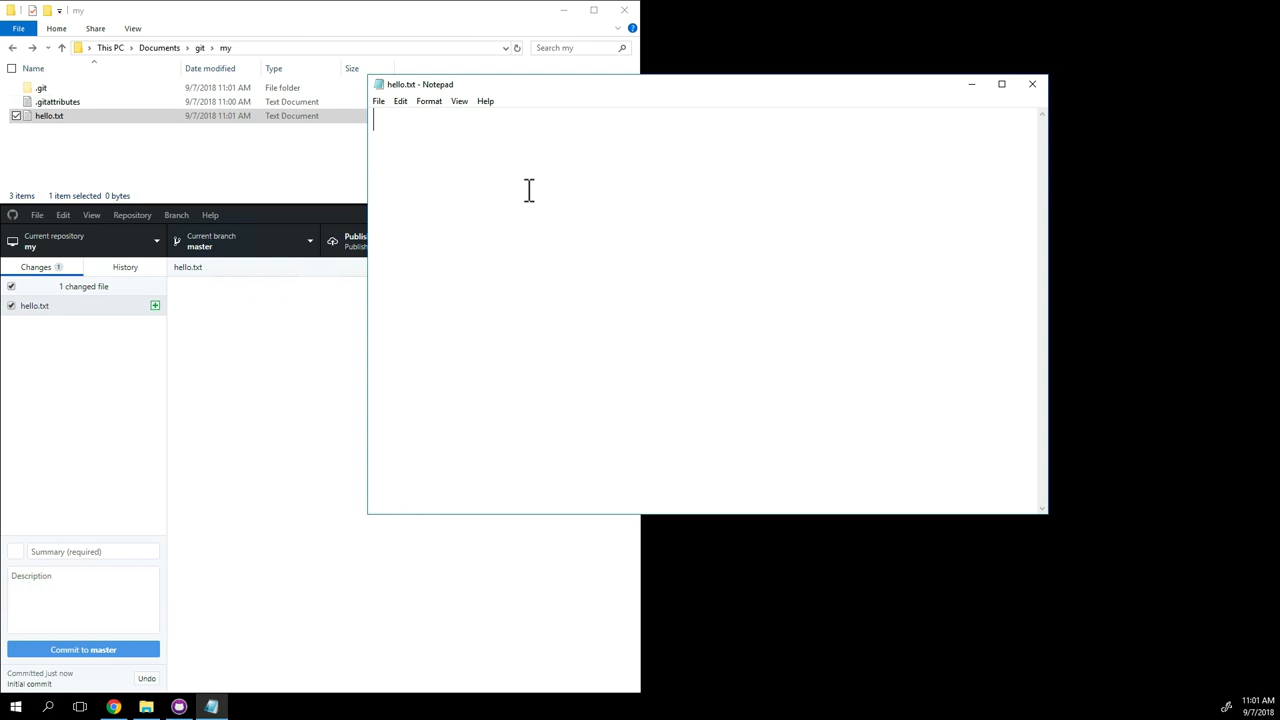 my
File Home Share View
This PC Documents git my
Search my
Name Date modified Type Size
.git 9/7/2018 11:01 AM File folder
.gitattributes 9/7/2018 11:00 AM Text Document
hello.txt 9/7/2018 11:01 AM Text Document
3 items 1 item selected 0 bytes
hello.txt - Notepad
File Edit Format View Help
File Edit View Repository Branch Help
Current repository
my
Current branch
master
Changes 1 History
hello.txt
1 changed file
hello.txt
Summary (required)
Description
Commit to master
Committed just now
Initial commit
Undo
11:01 AM
9/7/2018